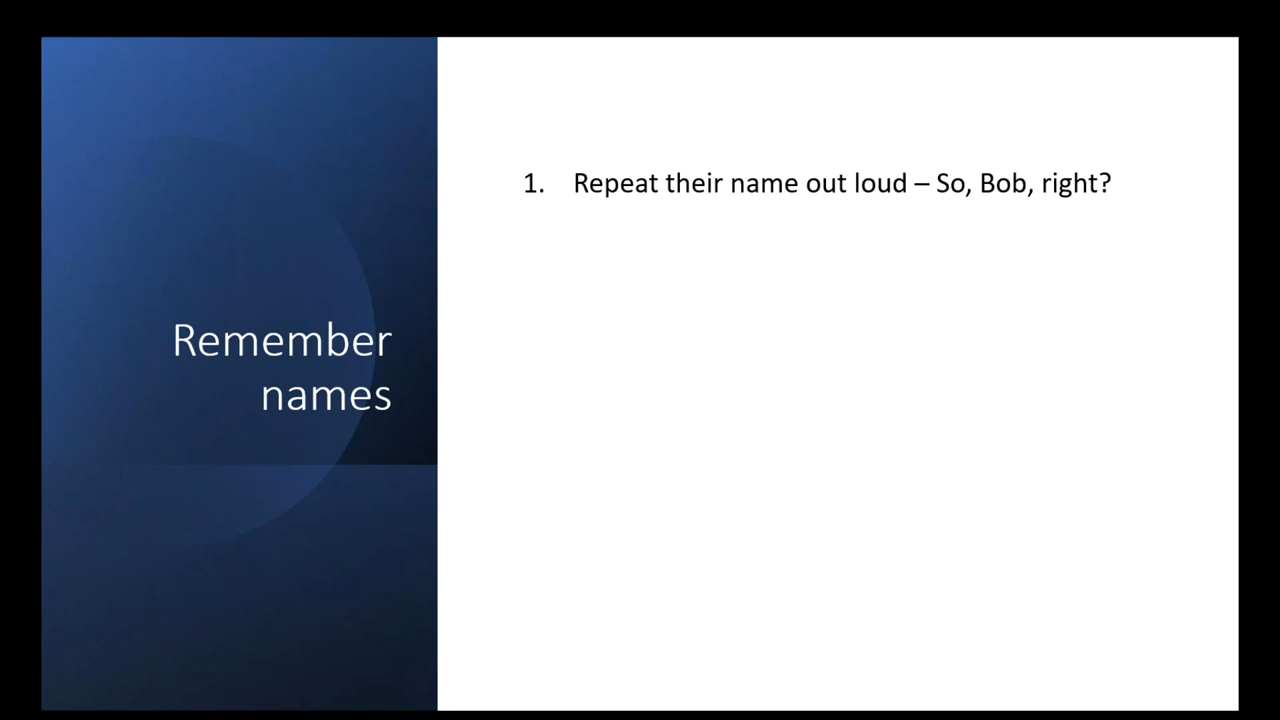 Remember
names
1. Repeat their name out loud – So, Bob, right?